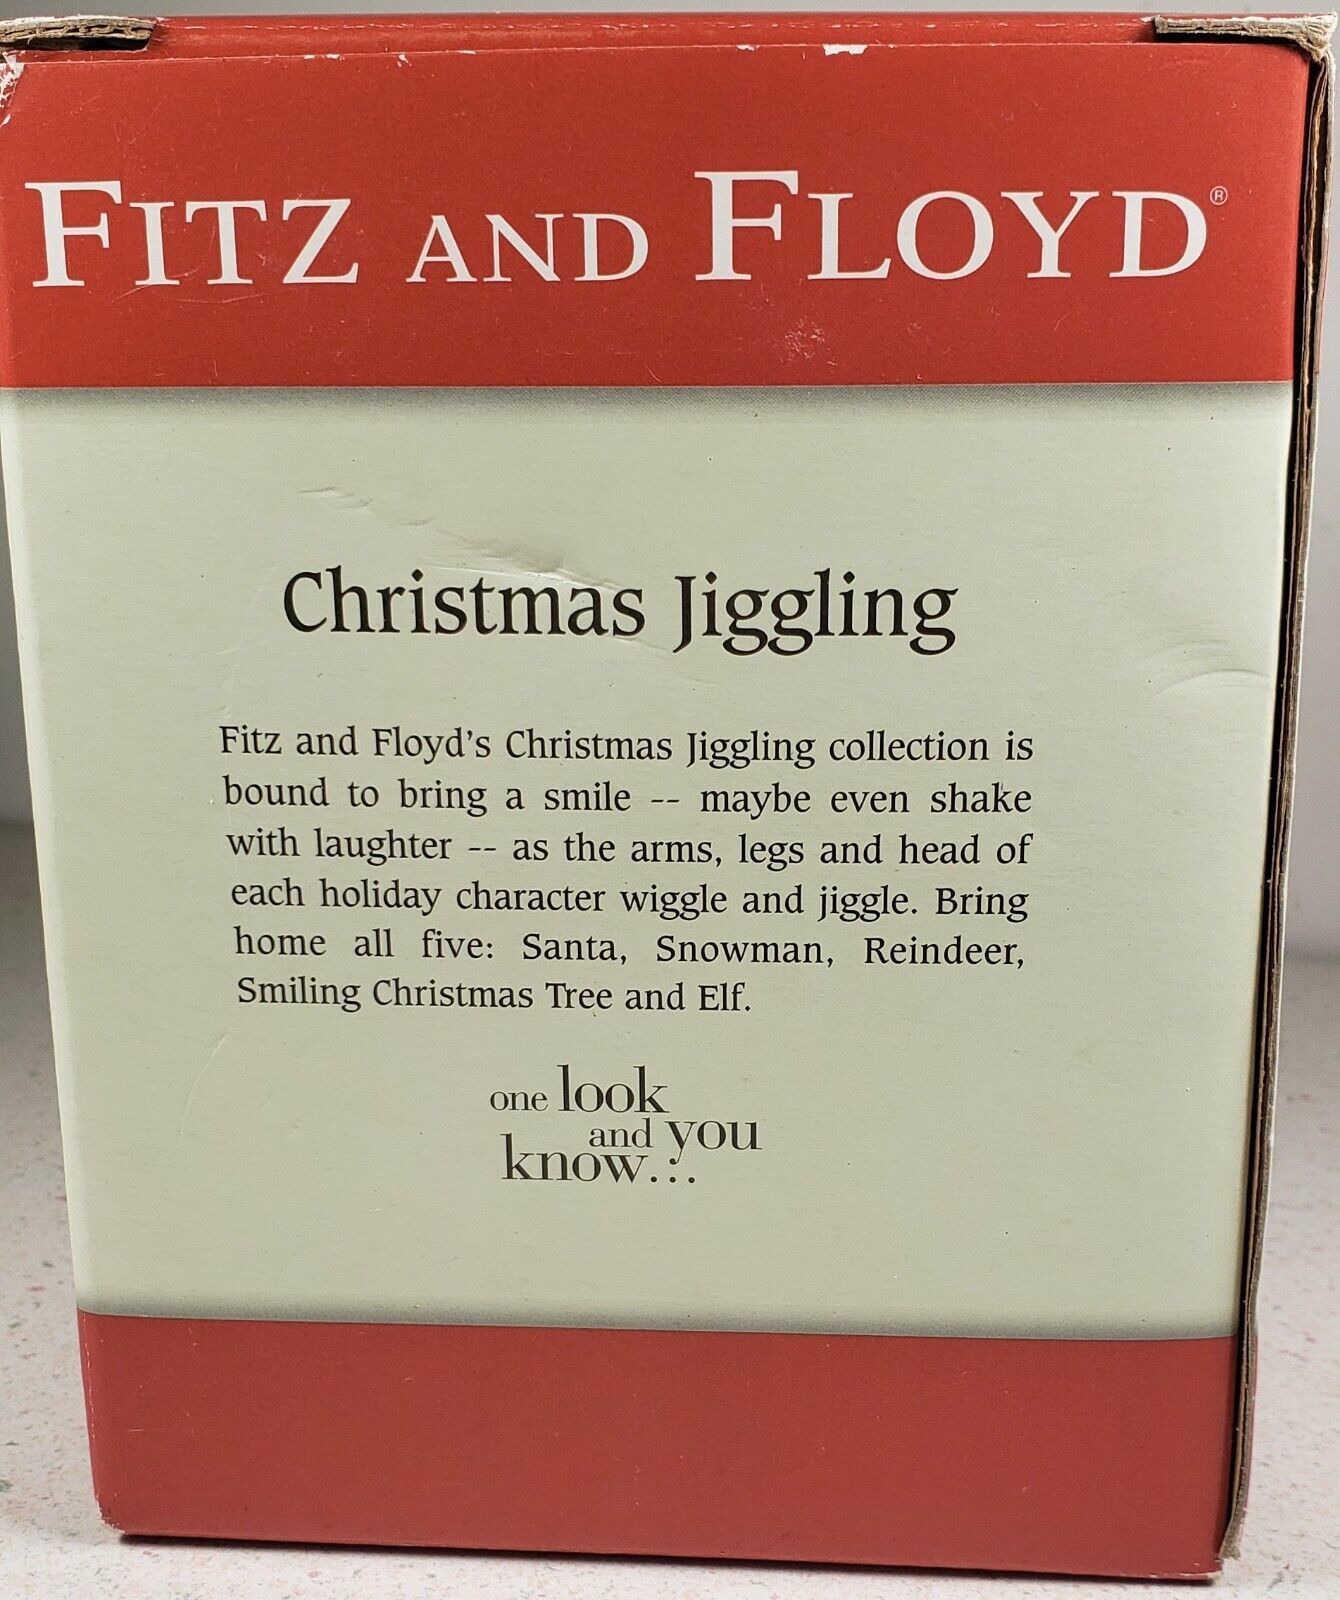 FITZ AND FLOYD®
Christmas Jiggling
Fitz and Floyd's Christmas Jiggling collection is
bound to bring a smile -- maybe even shake
with laughter -- as the arms, legs and head of
each holiday character wiggle and jiggle. Bring
home all five: Santa, Snowman, Reindeer,
Smiling Christmas Tree and Elf.
one look
and you
know...